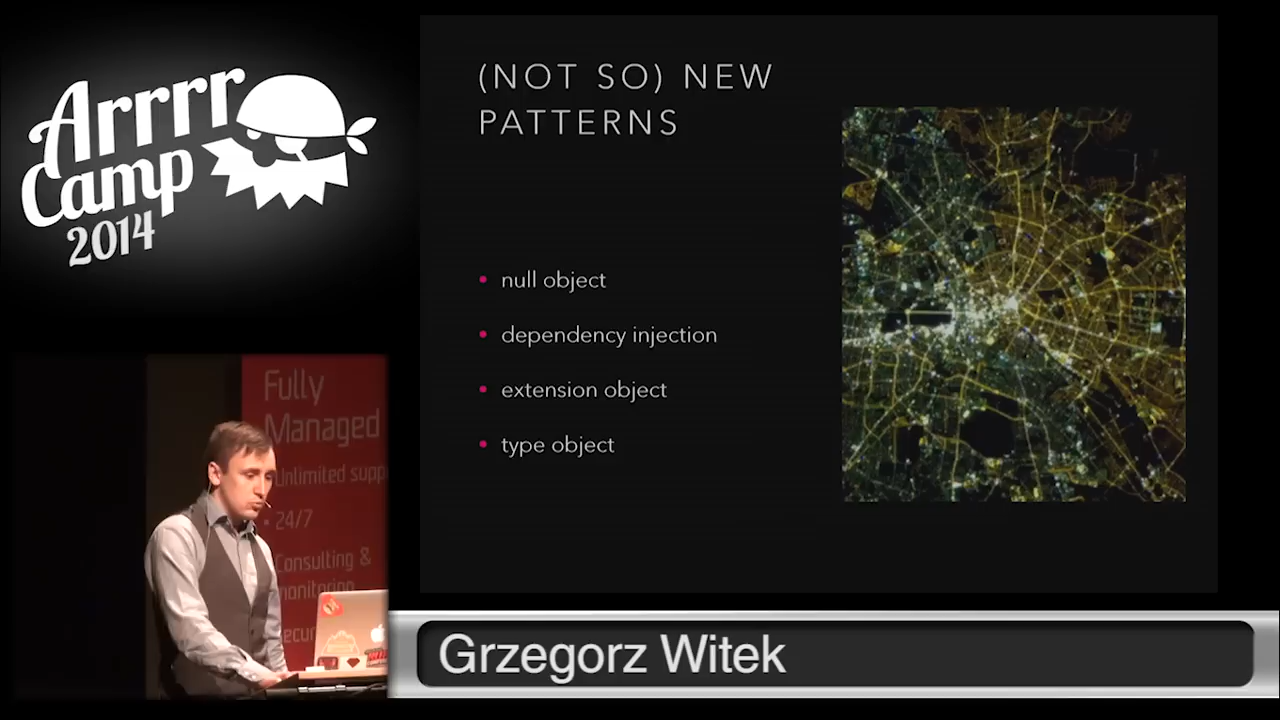 Arrrr
Camp
2014
(NOT SO) NEW
PATTERNS
null object
dependency injection
extension object
type object
Fully
Managed
Unlimited supp
24/7
Consulting &
monitoring
Grzegorz Witek